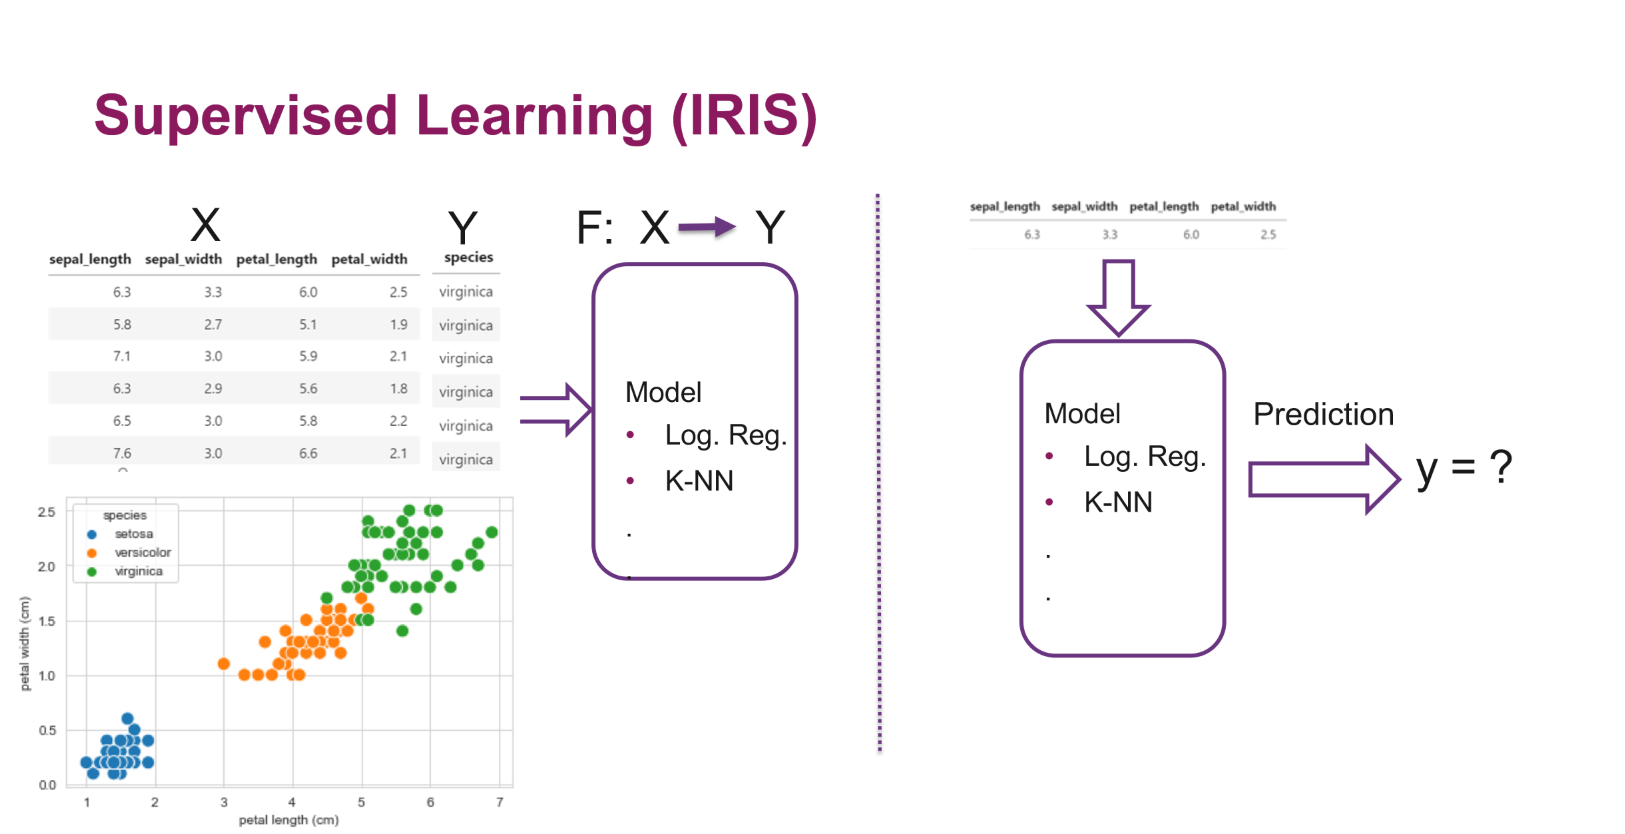 Supervised Learning (IRIS)
X
Y
F: X Y
sepal_length sepal_width petal_length petal_width
species
6.3 3.3 6.0 2.5 virginica
5.8 2.7 5.1 1.9 virginica
7.1 3.0 5.9 2.1 virginica
6.3 2.9 5.6 1.8 virginica
6.5 3.0 5.8 2.2 virginica
7.6 3.0 6.6 2.1 virginica
Model
• Log. Reg.
• K-NN
.
.
species
setosa
versicolor
virginica
petal width (cm)
2.5
2.0
1.5
1.0
0.5
0.0
1 2 3 4 5 6 7
petal length (cm)
sepal_length sepal_width petal_length petal_width
6.3 3.3 6.0 2.5
Model
• Log. Reg.
• K-NN
.
.
Prediction
y = ?